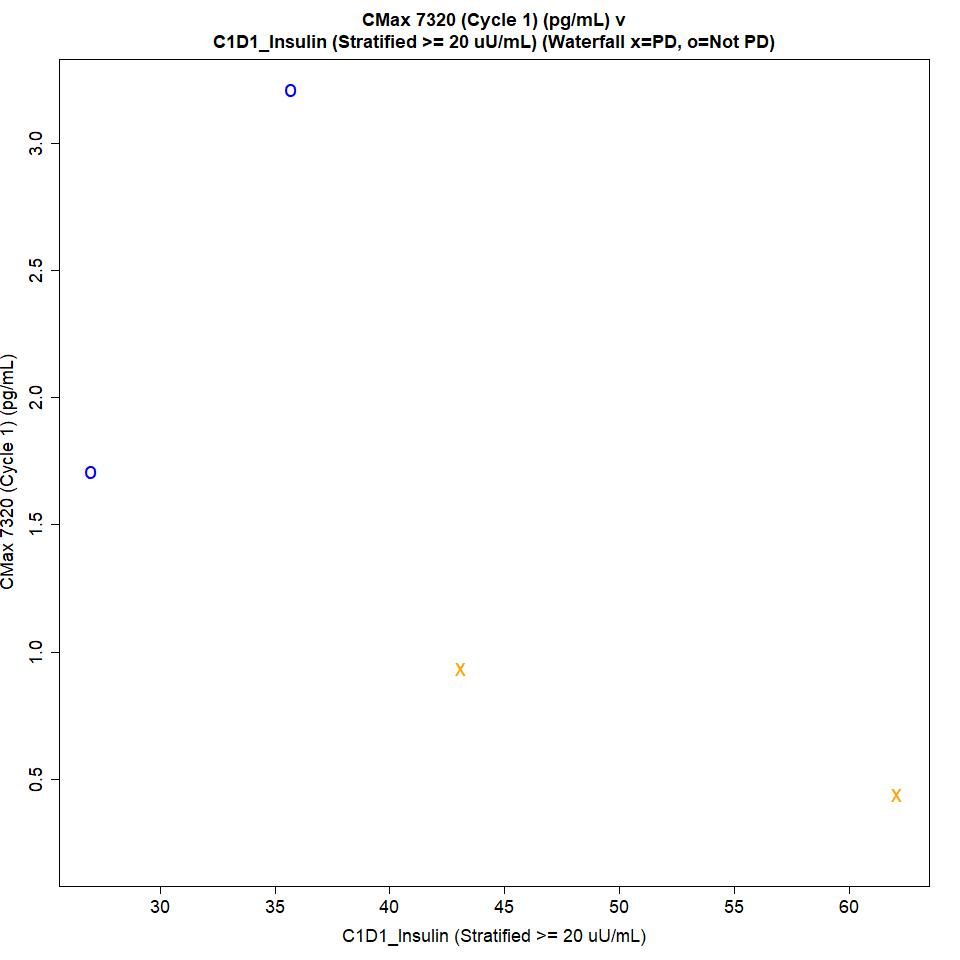 CMax 7320 (Cycle 1) (pg/mL) v
C1D1_Insulin (Stratified >= 20 uU/mL) (Waterfall x=PD, o=Not PD)
CMax 7320 (Cycle 1) (pg/mL)
3.0
2.5
2.0
1.5
1.0
0.5
o
o
x
x
30 35 40 45 50 55 60
C1D1_Insulin (Stratified >= 20 uU/mL)